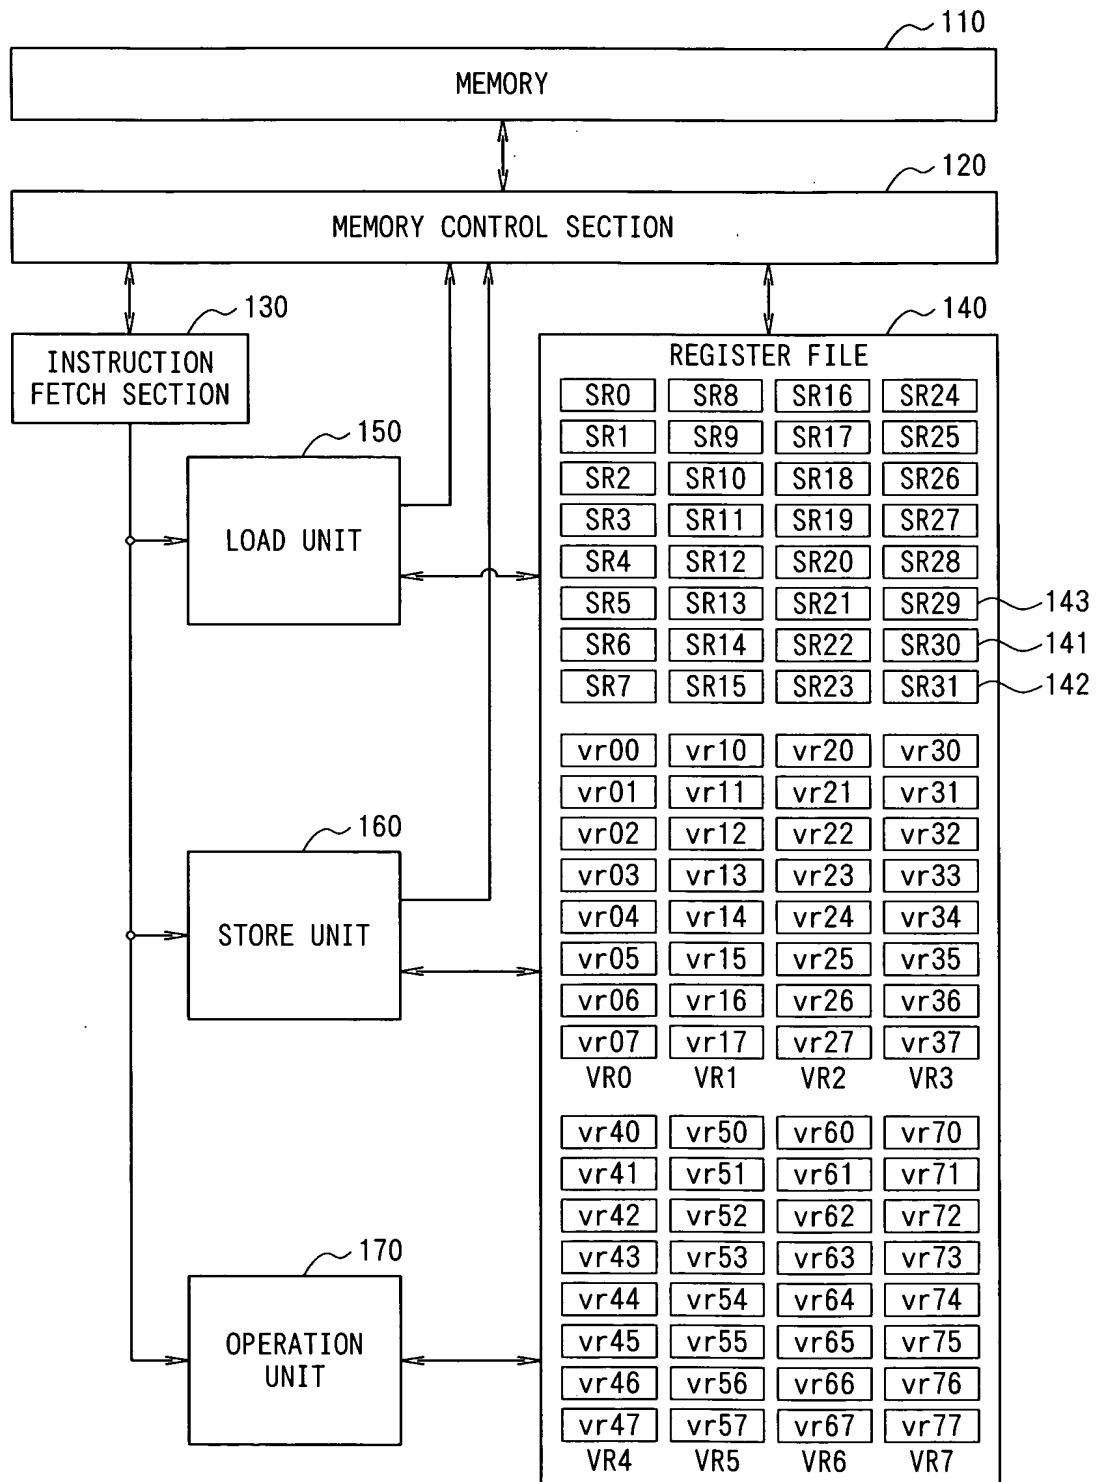 110
MEMORY
120
MEMORY CONTROL SECTION
130
INSTRUCTION
FETCH SECTION
140
REGISTER FILE
SR0 SR8 SR16 SR24
SR1 SR9 SR17 SR25
SR2 SR10 SR18 SR26
SR3 SR11 SR19 SR27
SR4 SR12 SR20 SR28
SR5 SR13 SR21 SR29 143
SR6 SR14 SR22 SR30 141
SR7 SR15 SR23 SR31 142
150
LOAD UNIT
vr00 vr10 vr20 vr30
vr01 vr11 vr21 vr31
vr02 vr12 vr22 vr32
vr03 vr13 vr23 vr33
vr04 vr14 vr24 vr34
vr05 vr15 vr25 vr35
vr06 vr16 vr26 vr36
vr07 vr17 vr27 vr37
VR0 VR1 VR2 VR3
160
STORE UNIT
vr40 vr50 vr60 vr70
vr41 vr51 vr61 vr71
vr42 vr52 vr62 vr72
vr43 vr53 vr63 vr73
vr44 vr54 vr64 vr74
vr45 vr55 vr65 vr75
vr46 vr56 vr66 vr76
vr47 vr57 vr67 vr77
VR4 VR5 VR6 VR7
170
OPERATION
UNIT